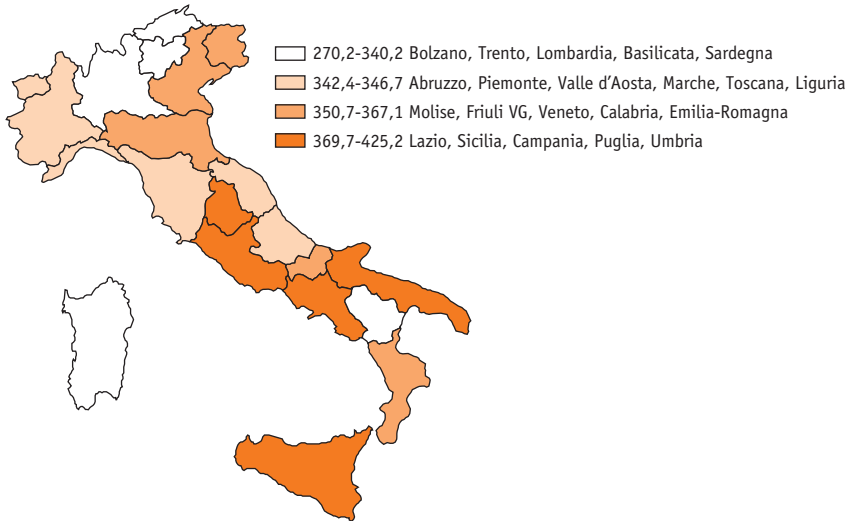 270,2-340,2 Bolzano, Trento, Lombardia, Basilicata, Sardegna
342,4-346,7 Abruzzo, Piemonte, Valle d'Aosta, Marche, Toscana, Liguria
350,7-367,1 Molise, Friuli VG, Veneto, Calabria, Emilia-Romagna
369,7-425,2 Lazio, Sicilia, Campania, Puglia, Umbria